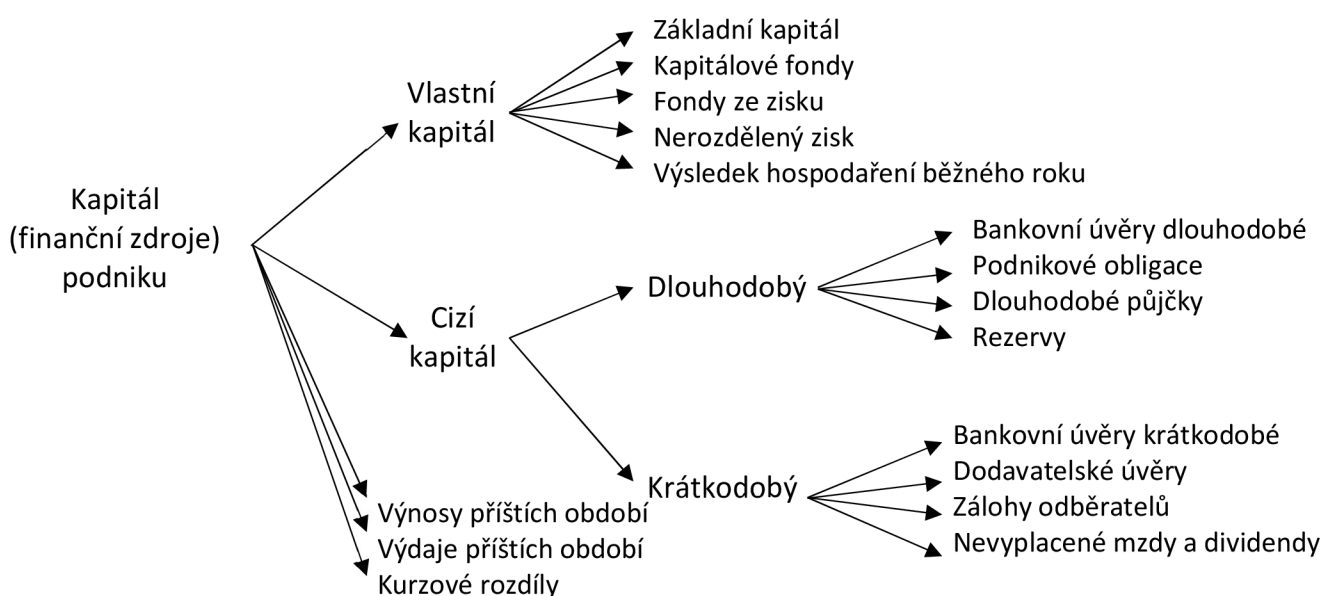 Kapitál
(finanční zdroje)
podniku
Vlastní
kapitál
Základní kapitál
Kapitálové fondy
Fondy ze zisku
Nerozdělený zisk
Výsledek hospodaření běžného roku
Cizí
kapitál
Dlouhodobý
Bankovní úvěry dlouhodobé
Podnikové obligace
Dlouhodobé půjčky
Rezervy
Krátkodobý
Bankovní úvěry krátkodobé
Dodavatelské úvěry
Zálohy odběratelů
Nevyplacené mzdy a dividendy
Výnosy příštích období
Výdaje příštích období
Kurzové rozdíly